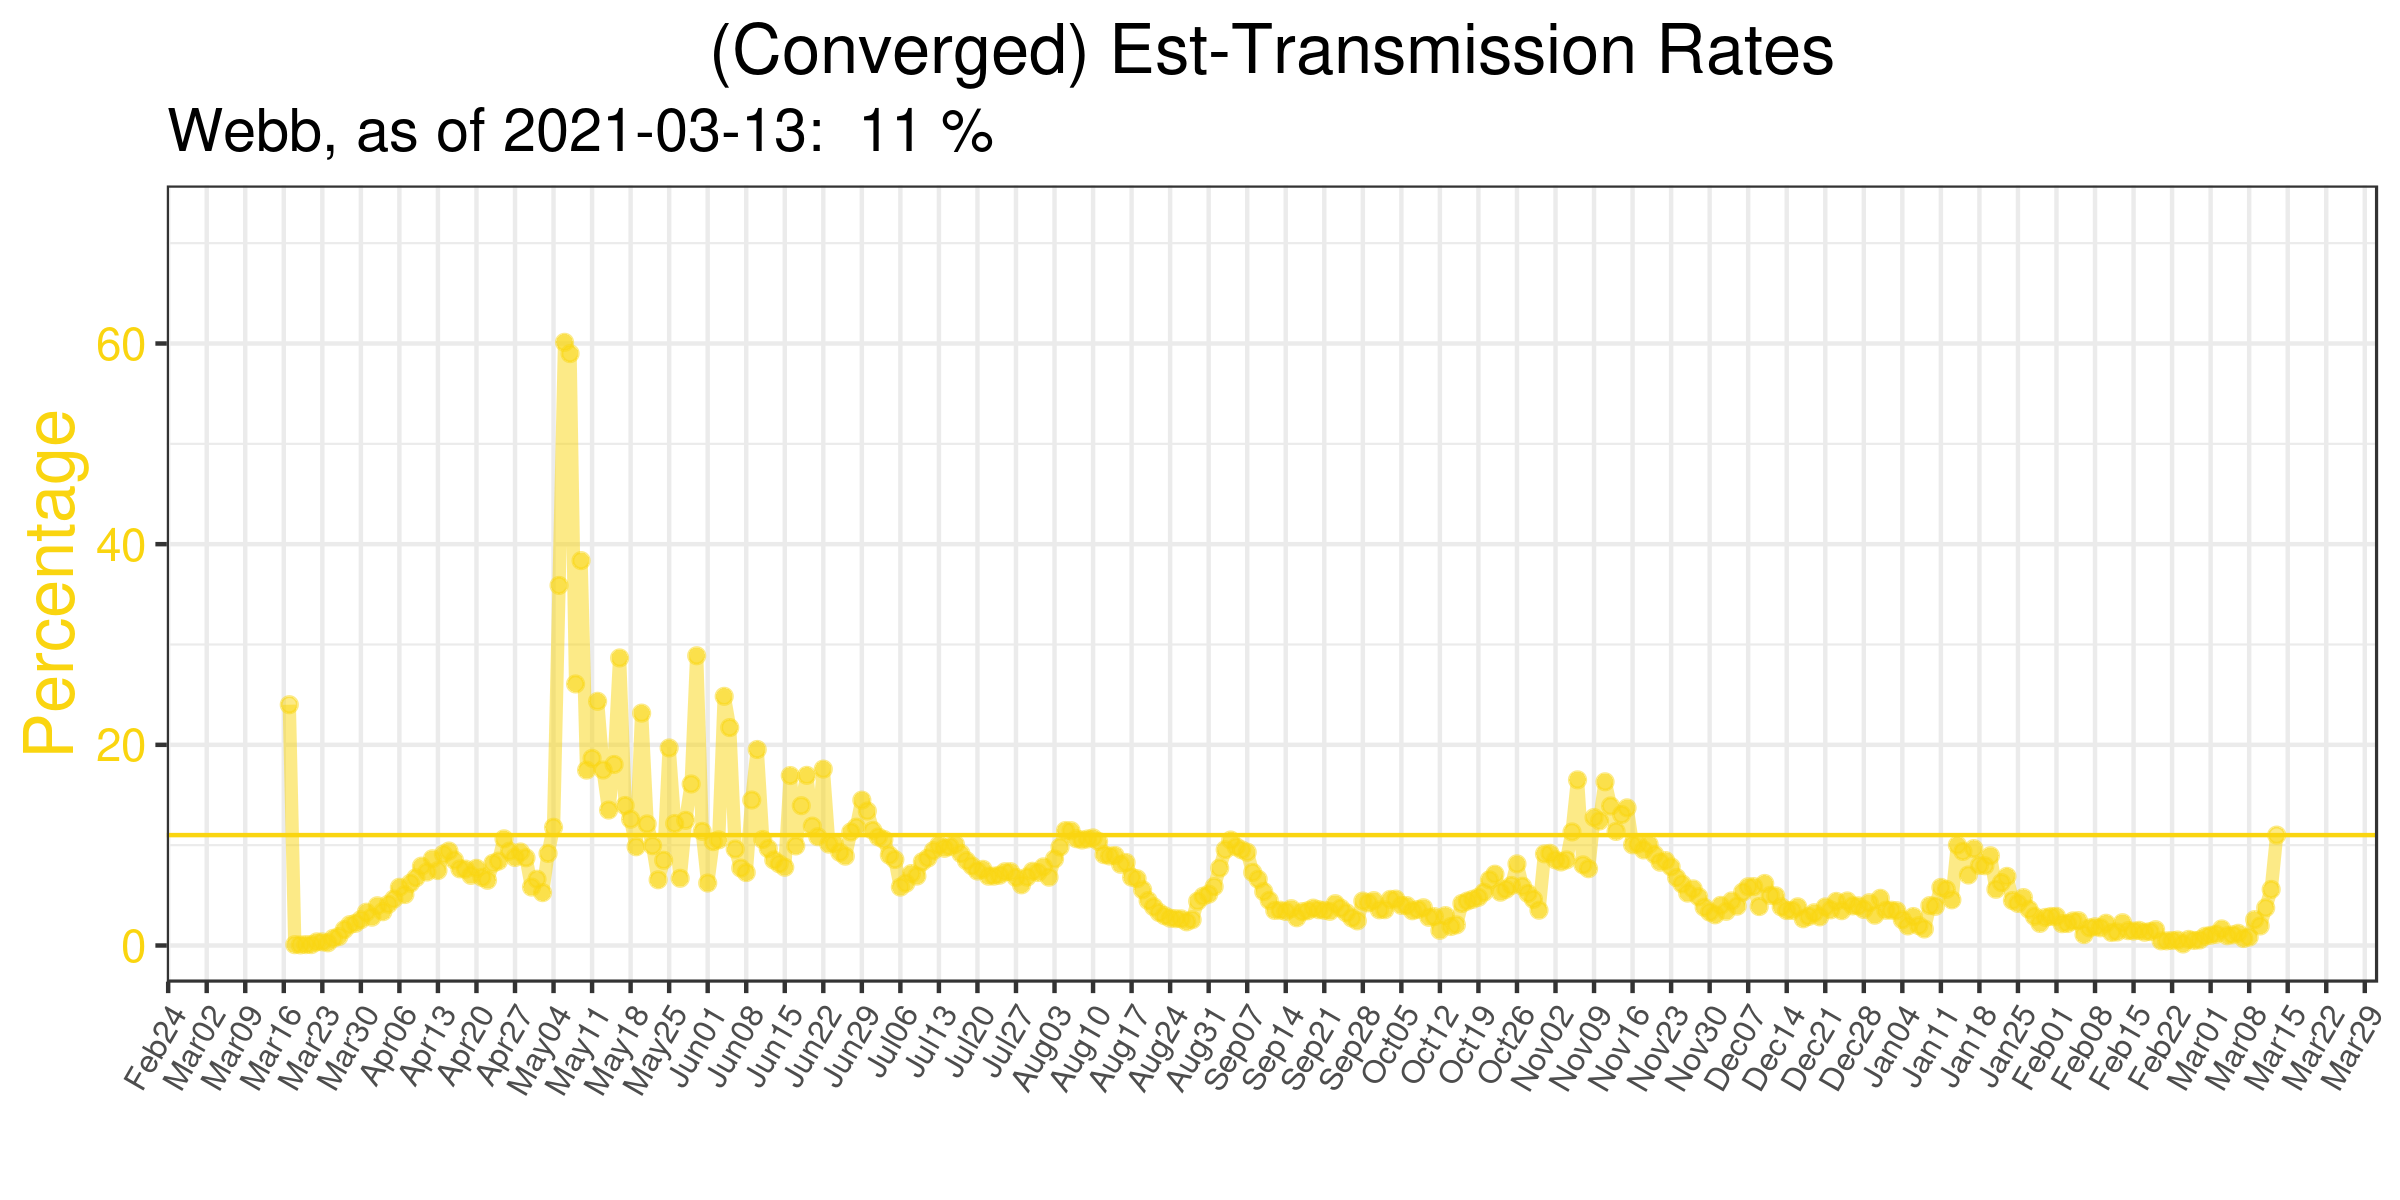 (Converged) Est-Transmission Rates
Webb, as of 2021-03-13:  11 %
Percentage
60
40
20
0
Feb24
Mar02
Mar09
Mar16
Mar23
Mar30
Apr06
Apr13
Apr20
Apr27
May04
May11
May18
May25
Jun01
Jun08
Jun15
Jun22
Jun29
Jul06
Jul13
Jul20
Jul27
Aug03
Aug10
Aug17
Aug24
Aug31
Sep07
Sep14
Sep21
Sep28
Oct05
Oct12
Oct19
Oct26
Nov02
Nov09
Nov16
Nov23
Nov30
Dec07
Dec14
Dec21
Dec28
Jan04
Jan11
Jan18
Jan25
Feb01
Feb08
Feb15
Feb22
Mar01
Mar08
Mar15
Mar22
Mar29